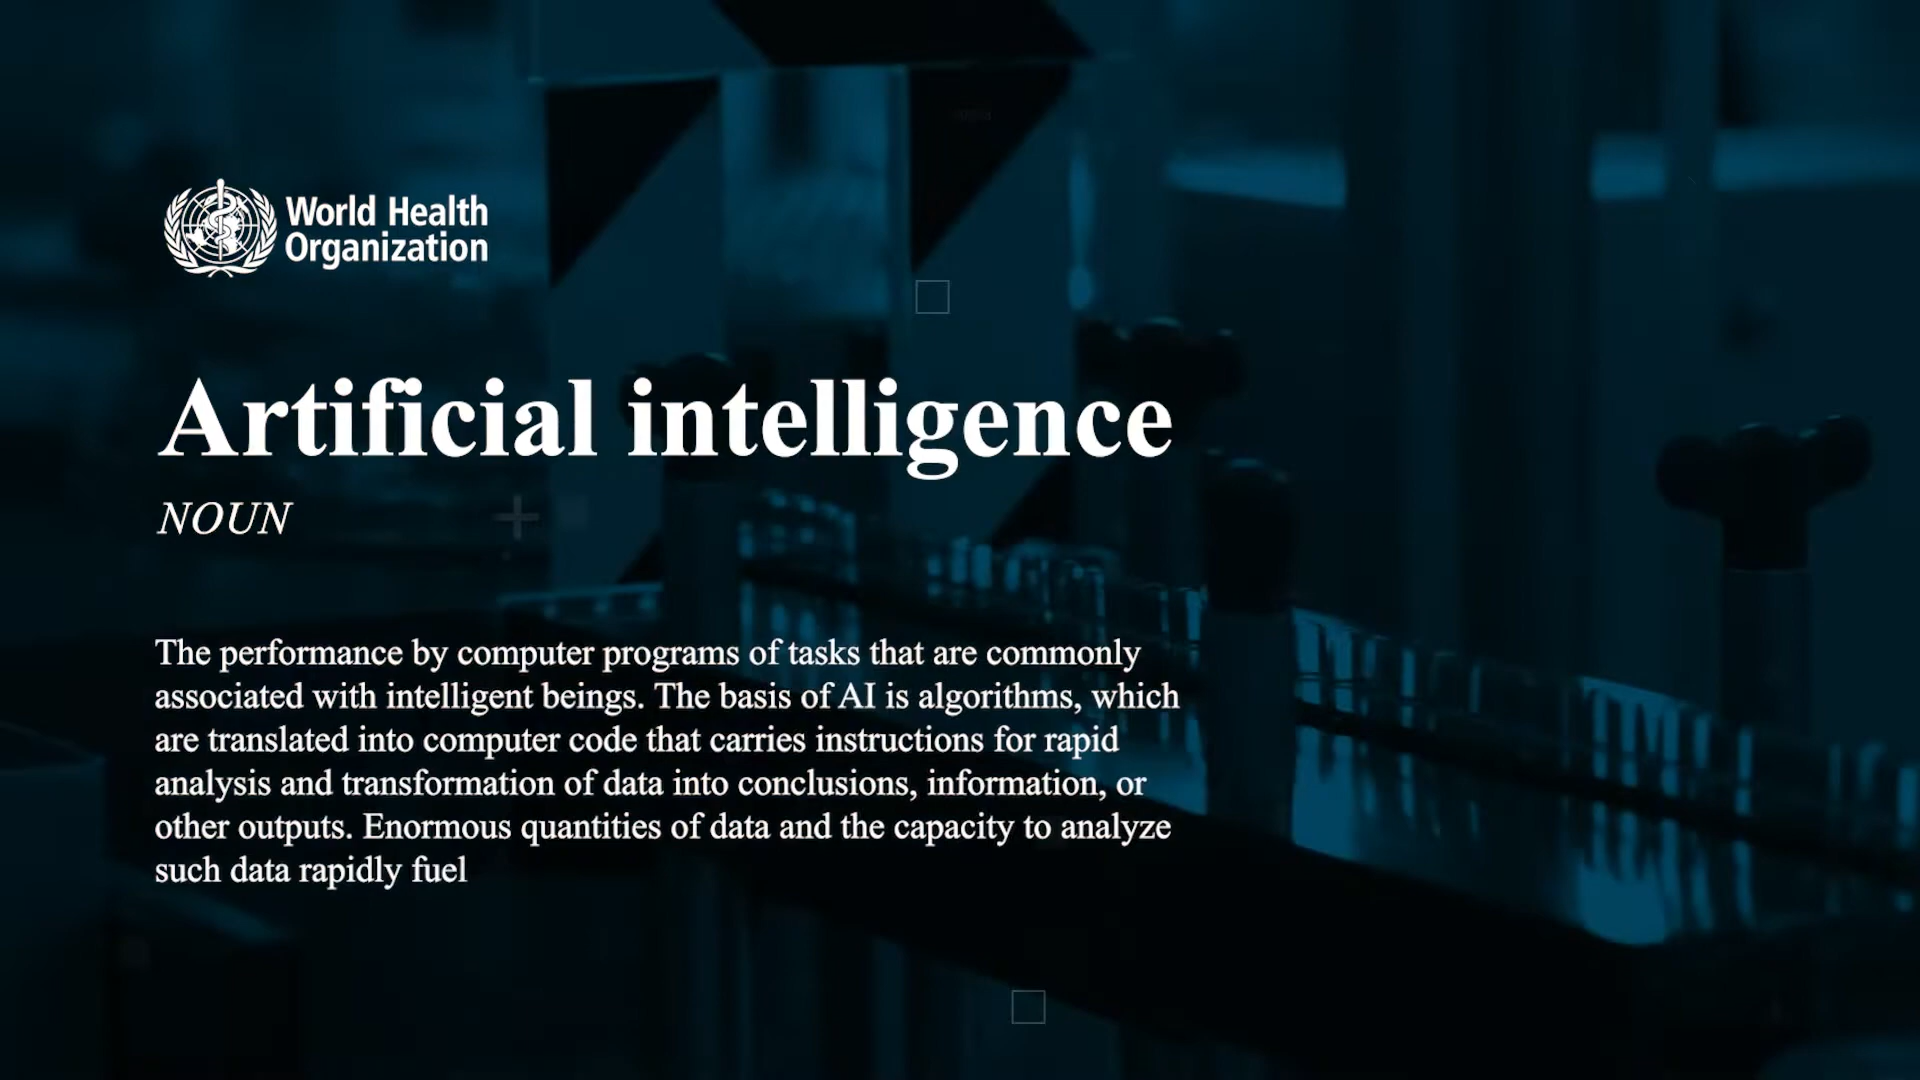 World Health
Organization
Artificial intelligence
NOUN
The performance by computer programs of tasks that are commonly
associated with intelligent beings. The basis of AI is algorithms, which
are translated into computer code that carries instructions for rapid
analysis and transformation of data into conclusions, information, or
other outputs. Enormous quantities of data and the capacity to analyze
such data rapidly fuel